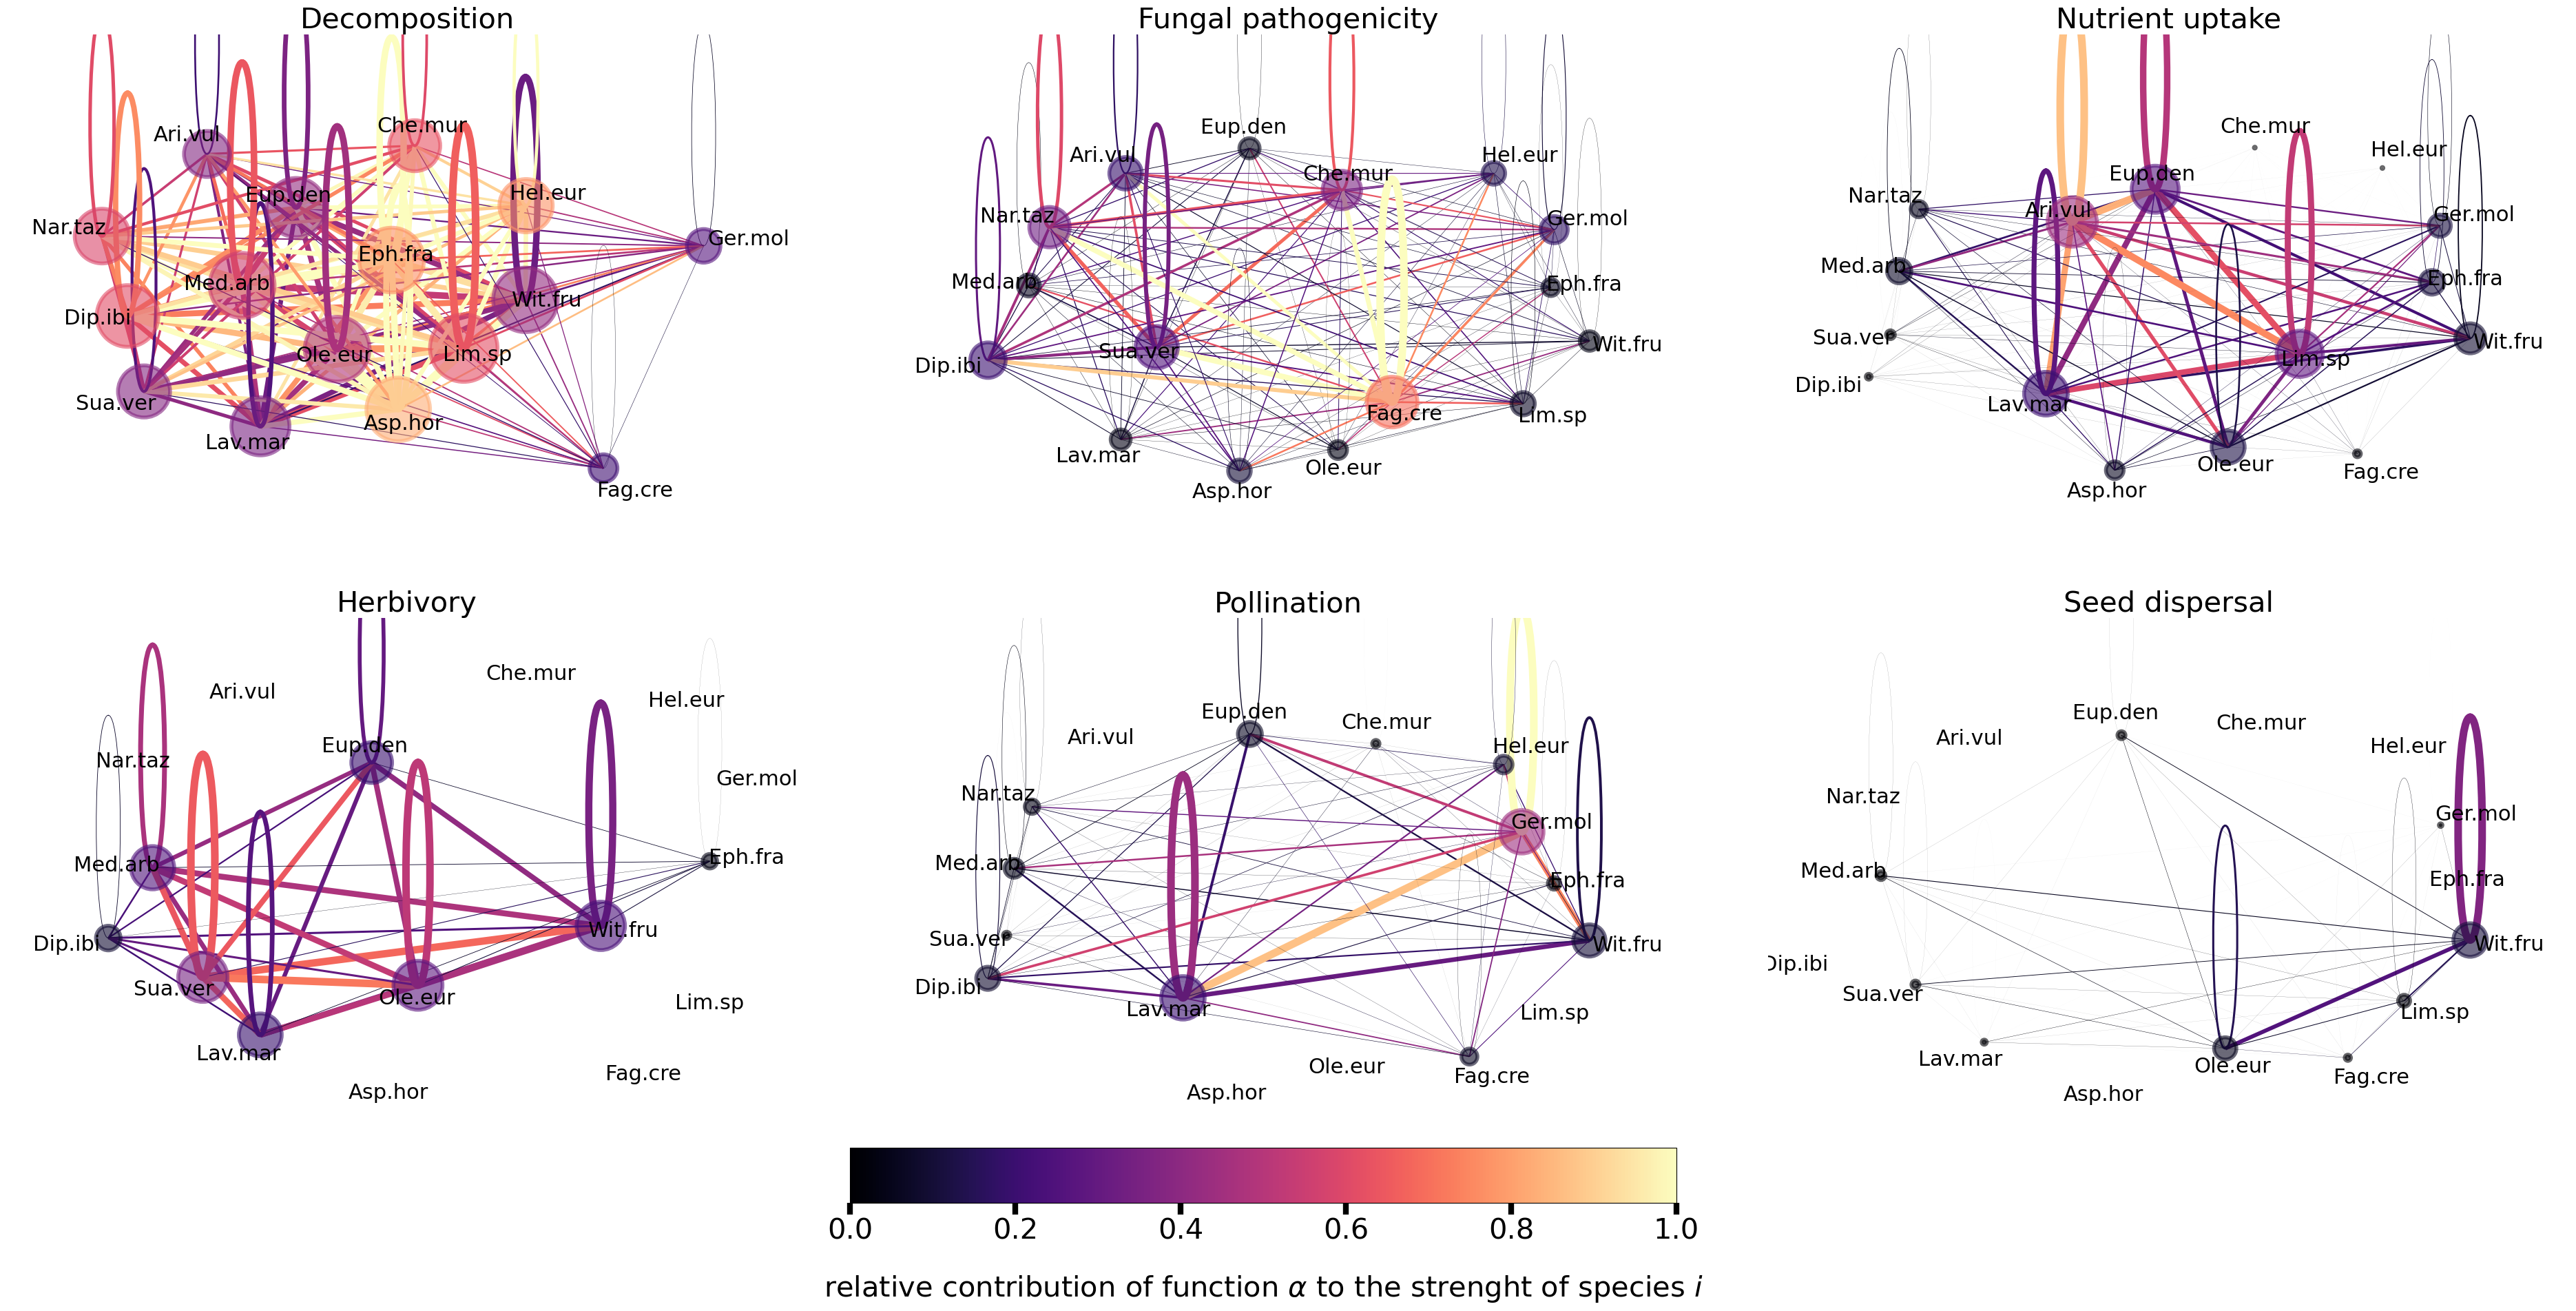 Decomposition
Ari.vul
Che.mur
Eup.den
Hel.eur
Nar.taz
Ger.mol
Eph.fra
Med.arb
Wit.fru
Dip.ibi
Ole.eur
Lim.sp
Sua.ver
Asp.hor
Lav.mar
Fag.cre
Fungal pathogenicity
Eup.den
Ari.vul
Hel.eur
Che.mur
Nar.taz
Ger.mol
Med.arb
Eph.fra
Wit.fru
Sua.ver
Dip.ibi
Fag.cre
Lim.sp
Lav.mar
Ole.eur
Asp.hor
Nutrient uptake
Che.mur
Hel.eur
Eup.den
Nar.taz
Ari.vul
Ger.mol
Med.arb
Eph.fra
Sua.ver
Wit.fru
Lim.sp
Dip.ibi
Lav.mar
Ole.eur
Fag.cre
Asp.hor
Herbivory
Che.mur
Ari.vul
Hel.eur
Eup.den
Nar.taz
Ger.mol
Med.arb
Eph.fra
Wit.fru
Dip.ibi
Sua.ver
Ole.eur
Lim.sp
Lav.mar
Fag.cre
Asp.hor
Pollination
Eup.den
Che.mur
Ari.vul
Hel.eur
Nar.taz
Ger.mol
Med.arb
Eph.fra
Sua.ver
Wit.fru
Dip.ibi
Lav.mar
Lim.sp
Ole.eur
Fag.cre
Asp.hor
Seed dispersal
Eup.den
Che.mur
Ari.vul
Hel.eur
Nar.taz
Ger.mol
Med.arb
Eph.fra
Wit.fru
Dip.ibi
Sua.ver
Lim.sp
Lav.mar
Ole.eur
Fag.cre
Asp.hor
0.0 0.2 0.4 0.6 0.8 1.0
relative contribution of function α to the strenght of species i